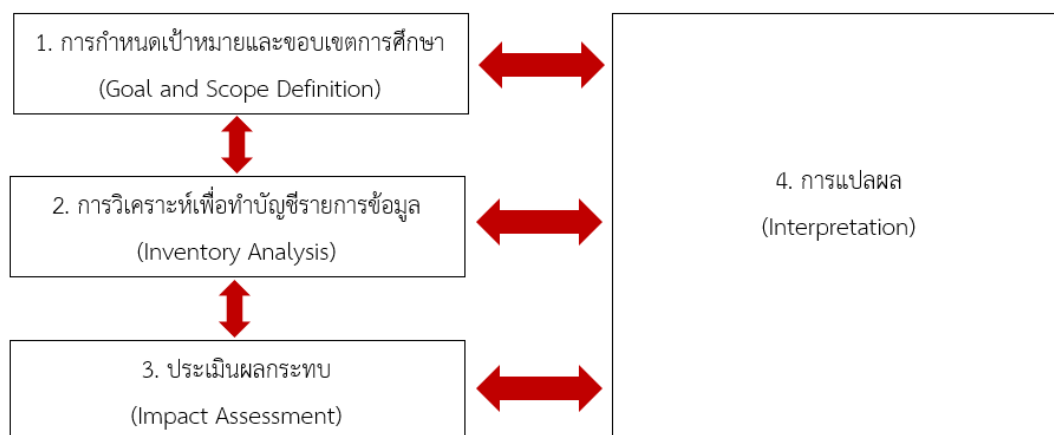 1. การกำหนดเป้าหมายและขอบเขตการศึกษา
(Goal and Scope Definition)
2. การวิเคราะห์เพื่อทำบัญชีรายการข้อมูล
(Inventory Analysis)
3. ประเมินผลกระทบ
(Impact Assessment)
4. การแปลผล
(Interpretation)